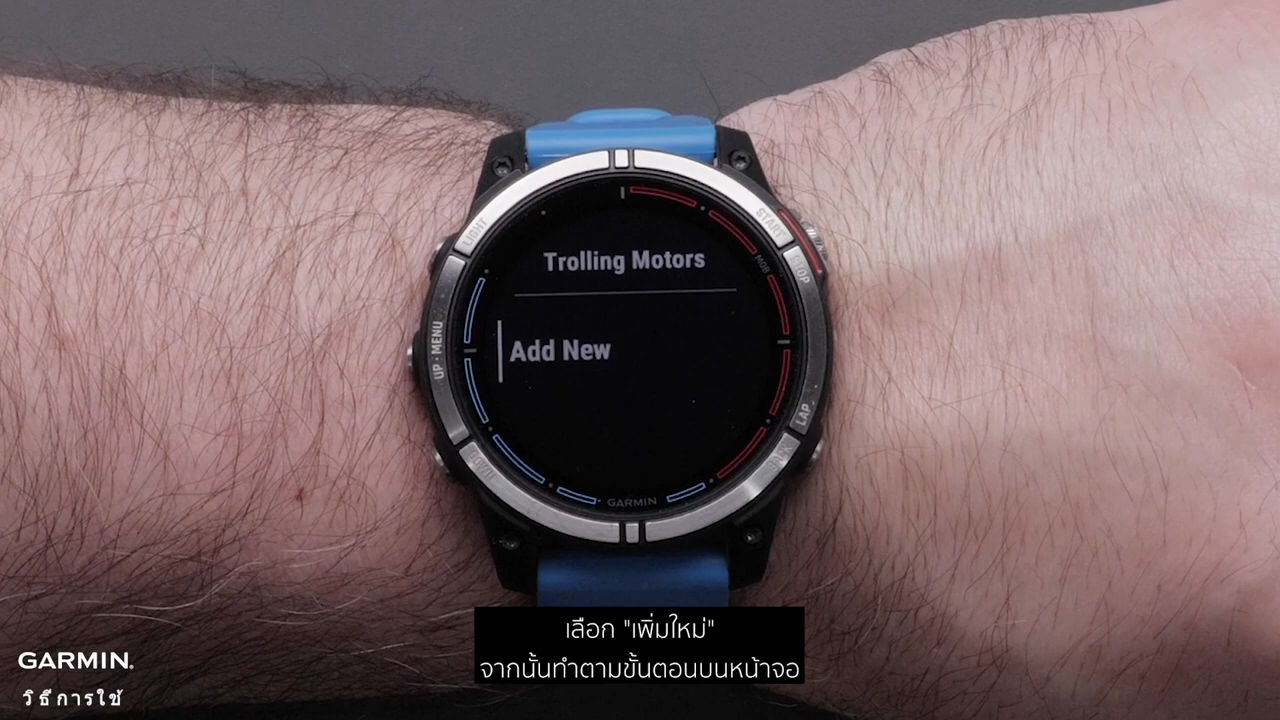 LIGHT
START
STOP
MOB
Trolling Motors
UP · MENU
Add New
LAP
BACK
DOWN
GARMIN
เลือก "เพิ่มใหม่"
จากนั้นทำตามขั้นตอนบนหน้าจอ
GARMIN.
วิธีการใช้